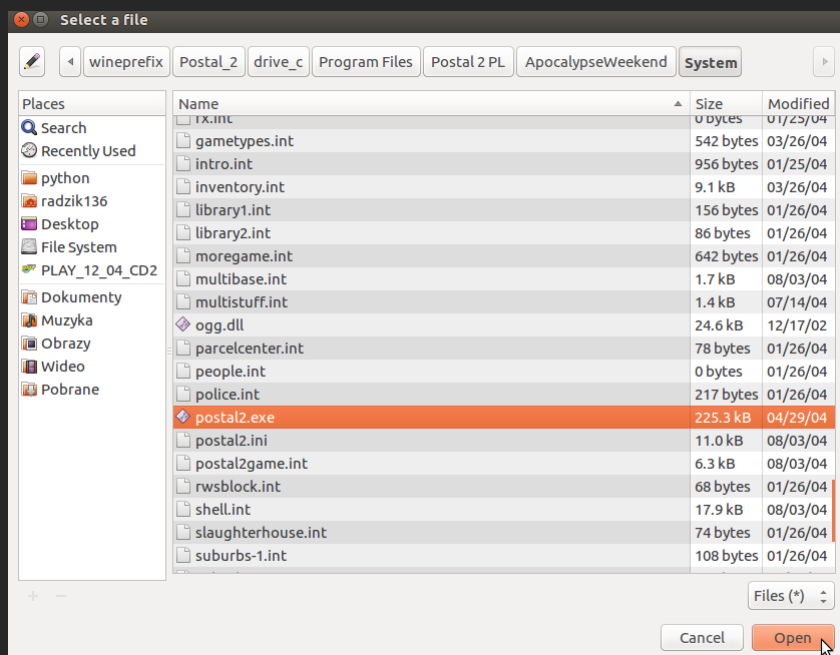 Select a file
wineprefix Postal_2 drive_c Program Files Postal 2 PL ApocalypseWeekend System
Places Name Size Modified
Search rx.int 0 bytes 01/25/04
Recently Used gametypes.int 542 bytes 03/26/04
intro.int 956 bytes 01/25/04
python inventory.int 9.1 kB 03/26/04
radzik136 library1.int 156 bytes 01/26/04
Desktop library2.int 86 bytes 01/26/04
File System moregame.int 642 bytes 01/26/04
PLAY_12_04_CD2 multibase.int 1.7 kB 08/03/04
Dokumenty multistuff.int 1.4 kB 07/14/04
Muzyka ogg.dll 24.6 kB 12/17/02
Obrazy parcelcenter.int 78 bytes 01/26/04
Wideo people.int 0 bytes 01/26/04
Pobrane police.int 217 bytes 01/26/04
postal2.exe 225.3 kB 04/29/04
postal2.ini 11.0 kB 08/03/04
postal2game.int 6.3 kB 08/03/04
rwsblock.int 68 bytes 01/26/04
shell.int 17.9 kB 08/03/04
slaughterhouse.int 74 bytes 01/26/04
suburbs-1.int 108 bytes 01/26/04
Files (*)
Cancel Open